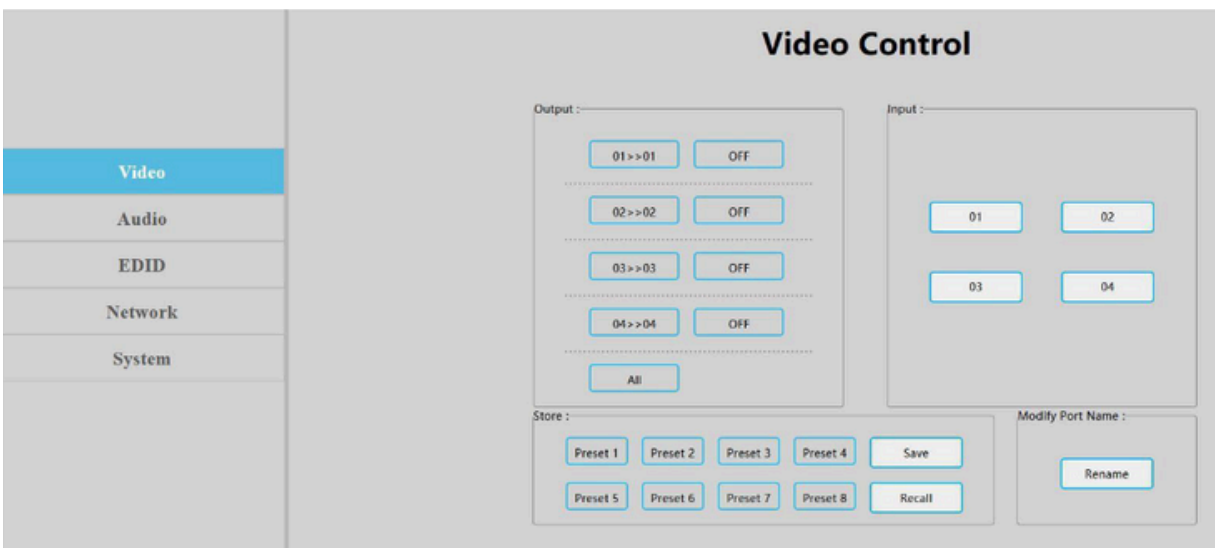 Video Control
Video
Audio
EDID
Network
System
Output :
01>>01 OFF
02>>02 OFF
03>>03 OFF
04>>04 OFF
All
Input :
01 02
03 04
Store :
Preset 1 Preset 2 Preset 3 Preset 4 Save
Preset 5 Preset 6 Preset 7 Preset 8 Recall
Modify Port Name :
Rename